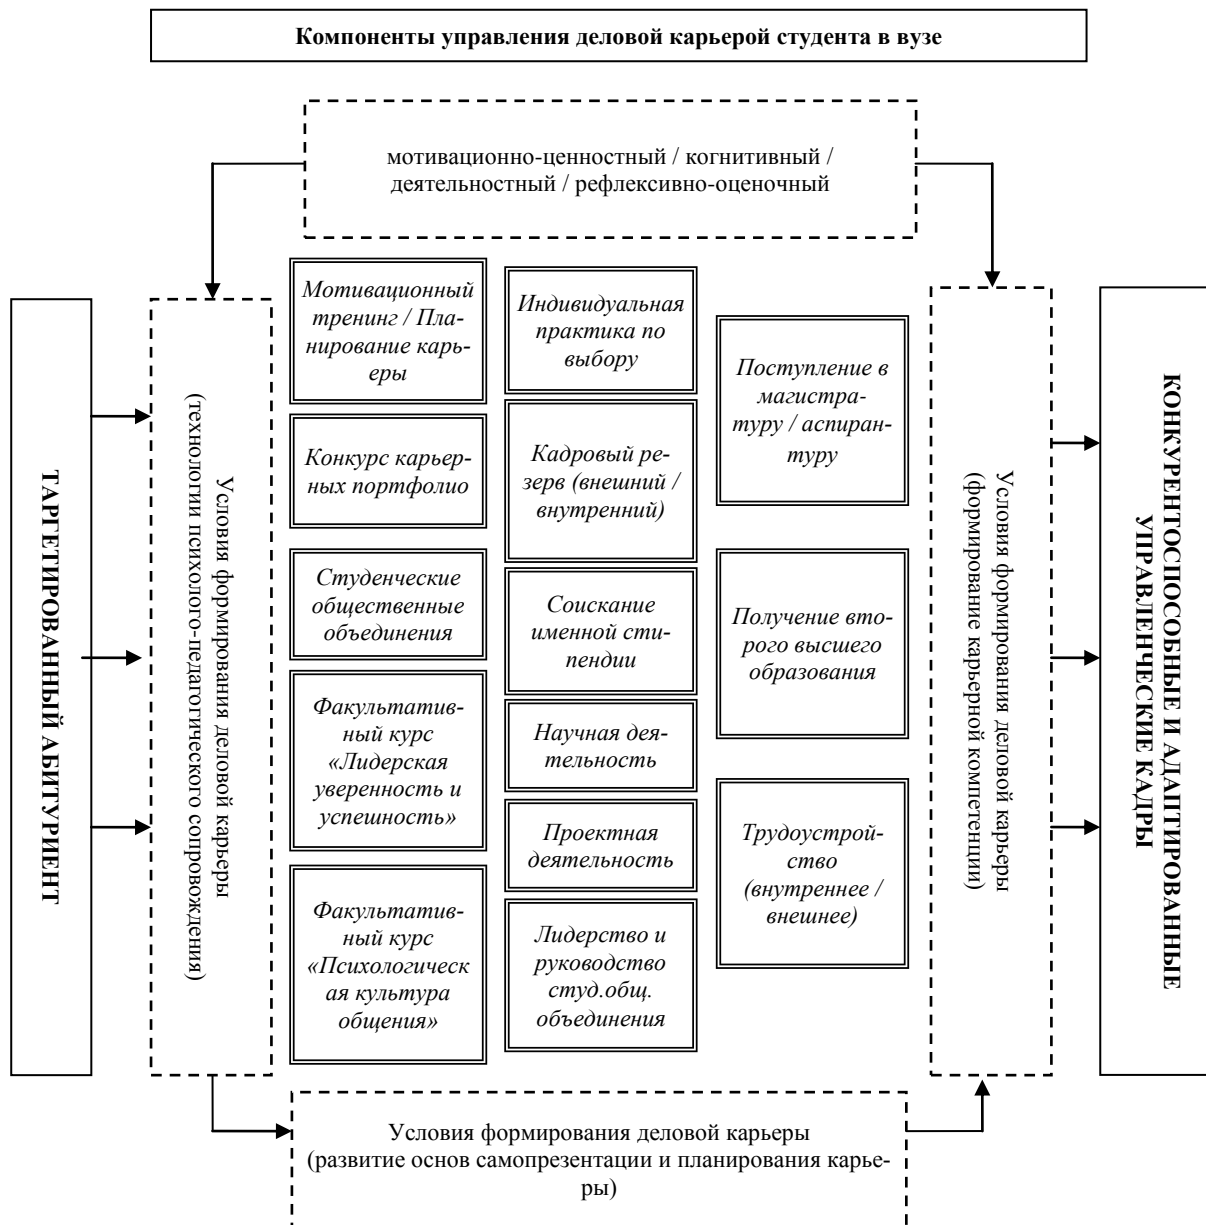 Компоненты управления деловой карьерой студента в вузе
мотивационно-ценностный / когнитивный /
деятельностный / рефлексивно-оценочный
ТАРГЕТИРОВАННЫЙ АБИТУРИЕНТ
Условия формирования деловой карьеры
(технологии психолого-педагогического сопровождения)
Мотивационный
тренинг / Пла-
нирование карь-
еры
Конкурс карьер-
ных портфолио
Студенческие
общественные
объединения
Факультатив-
ный курс
«Лидерская
уверенность и
успешность»
Факультатив-
ный курс
«Психологическ
ая культура
общения»
Индивидуальная
практика по
выбору
Кадровый ре-
зерв (внешний /
внутренний)
Соискание
именной сти-
пендии
Научная дея-
тельность
Проектная
деятельность
Лидерство и
руководство
студ.общ.
объединения
Поступление в
магистра-
туру / аспиран-
туру
Получение вто-
рого высшего
образования
Трудоустрой-
ство
(внутреннее /
внешнее)
Условия формирования деловой карьеры
(формирование карьерной компетенции)
КОНКУРЕНТОСПОСОБНЫЕ И АДАПТИРОВАННЫЕ
УПРАВЛЕНЧЕСКИЕ КАДРЫ
Условия формирования деловой карьеры
(развитие основ самопрезентации и планирования карье-
ры)